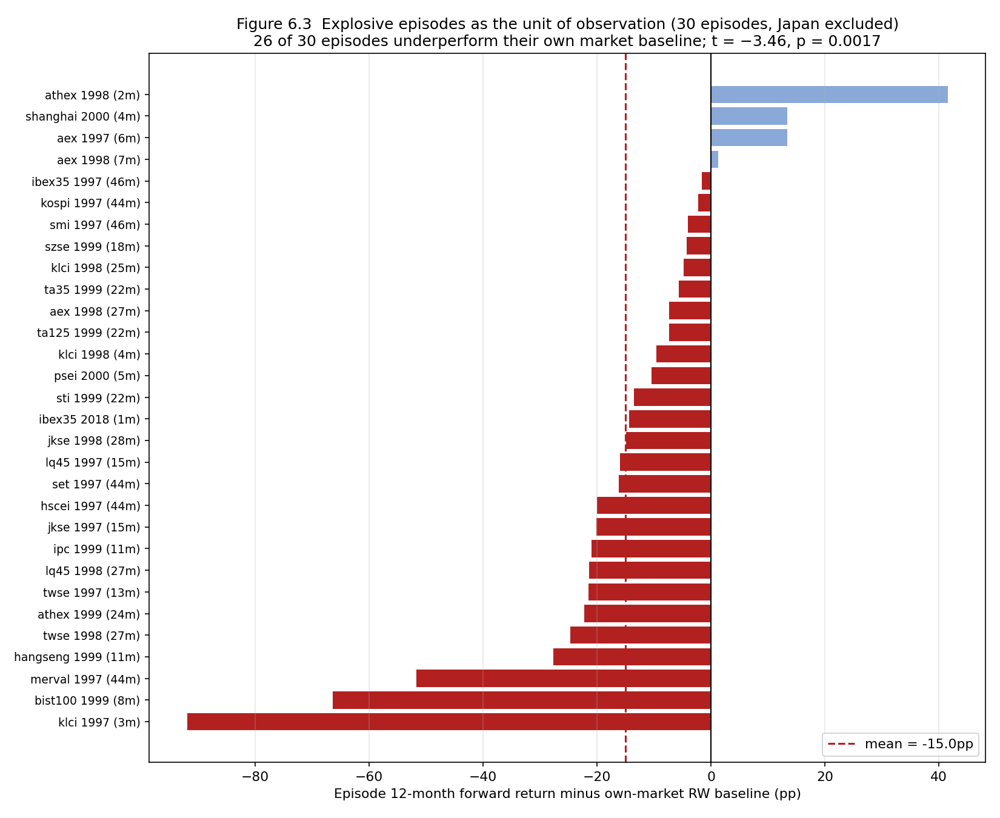 Figure 6.3  Explosive episodes as the unit of observation (30 episodes, Japan excluded)
26 of 30 episodes underperform their own market baseline; t = −3.46, p = 0.0017
athex 1998 (2m)
shanghai 2000 (4m)
aex 1997 (6m)
aex 1998 (7m)
ibex35 1997 (46m)
kospi 1997 (44m)
smi 1997 (46m)
szse 1999 (18m)
klci 1998 (25m)
ta35 1999 (22m)
aex 1998 (27m)
ta125 1999 (22m)
klci 1998 (4m)
psei 2000 (5m)
sti 1999 (22m)
ibex35 2018 (1m)
jkse 1998 (28m)
lq45 1997 (15m)
set 1997 (44m)
hscei 1997 (44m)
jkse 1997 (15m)
ipc 1999 (11m)
lq45 1998 (27m)
twse 1997 (13m)
athex 1999 (24m)
twse 1998 (27m)
hangseng 1999 (11m)
merval 1997 (44m)
bist100 1999 (8m)
klci 1997 (3m)
mean = -15.0pp
−80 −60 −40 −20 0 20 40
Episode 12-month forward return minus own-market RW baseline (pp)